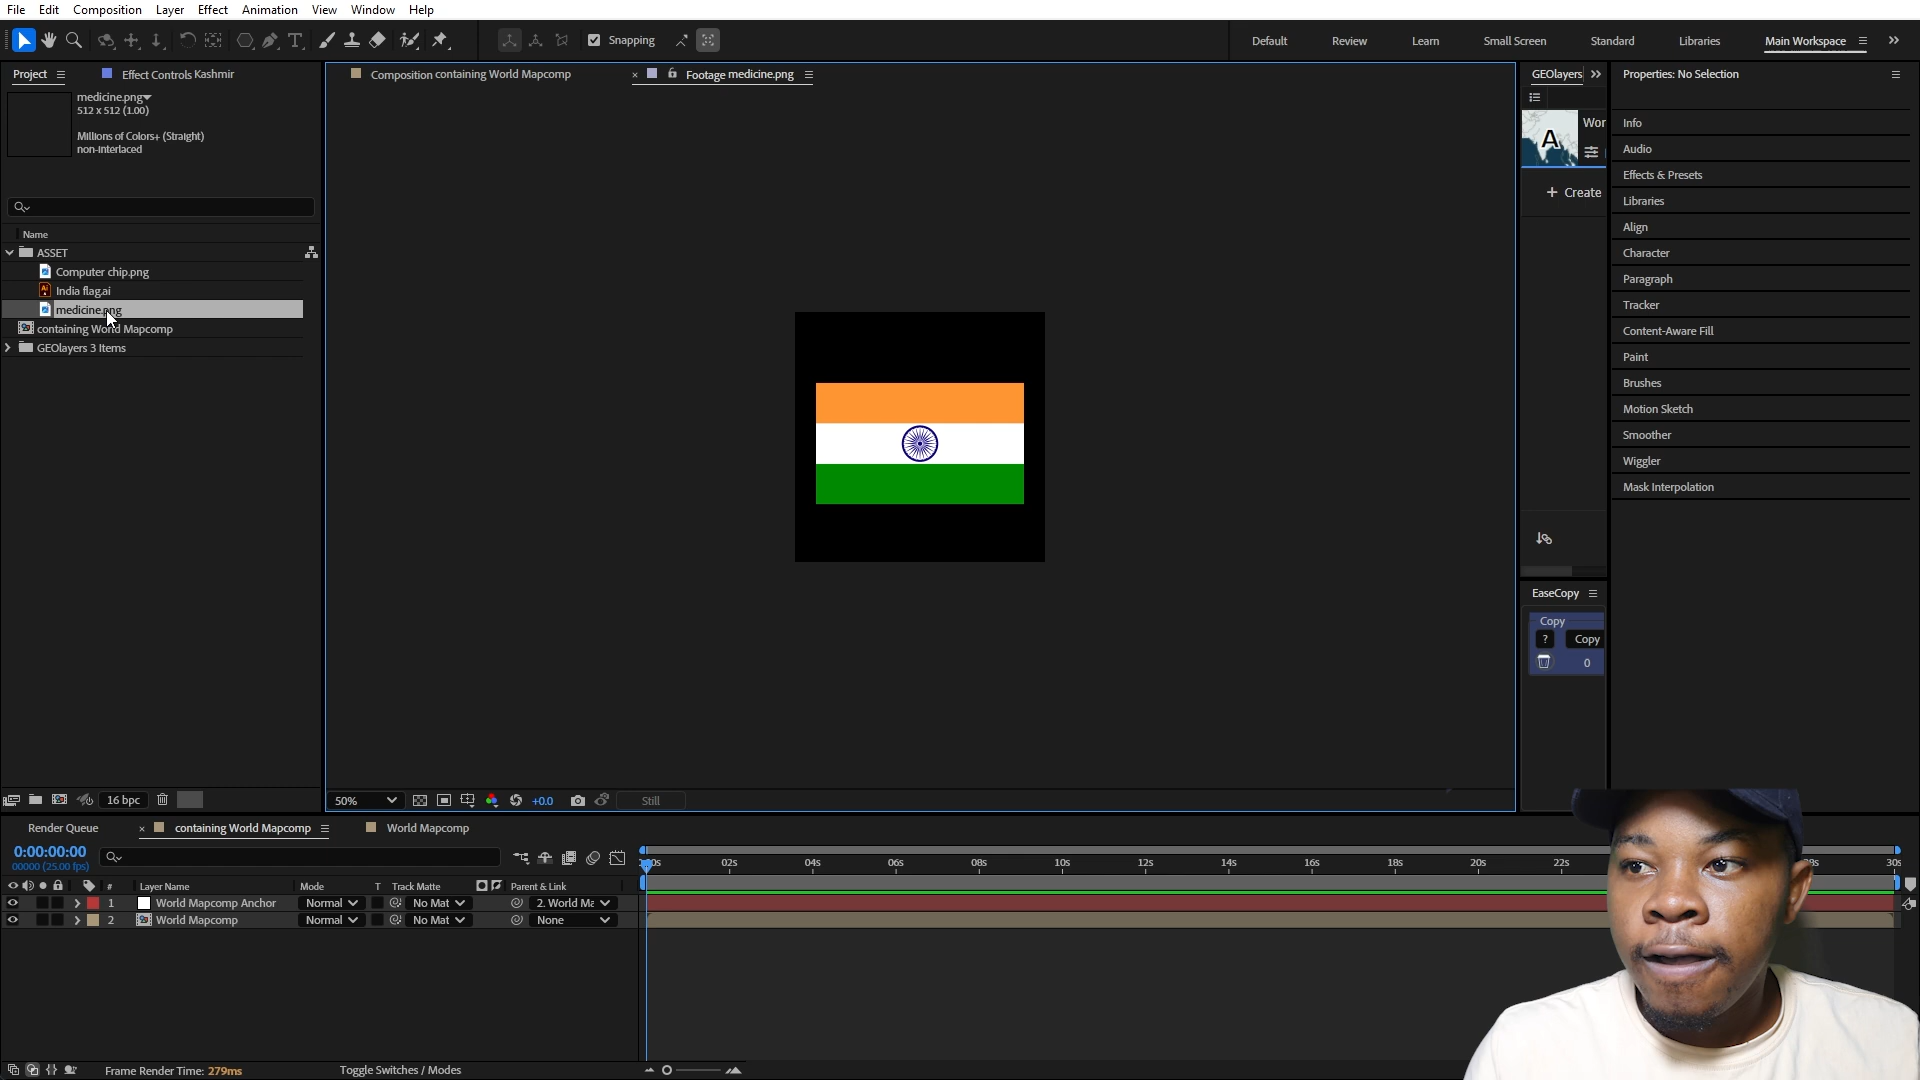 File Edit Composition Layer Effect Animation View Window Help
Snapping
Default Review Learn Small Screen Standard Libraries Main Workspace
Project Effect Controls Kashmir
Composition containing World Mapcomp
Footage medicine.png
GEOlayers
Properties: No Selection
medicine.png
512 x 512 (1.00)
Millions of Colors+ (Straight)
non-interlaced
Name
ASSET
Computer chip.png
India flag.ai
medicine.png
containing World Mapcomp
GEOlayers 3 Items
A
Wor
+ Create
Info
Audio
Effects & Presets
Libraries
Align
Character
Paragraph
Tracker
Content-Aware Fill
Paint
Brushes
Motion Sketch
Smoother
Wiggler
Mask Interpolation
EaseCopy
Copy
? Copy
0
16 bpc
50% +0.0 Still
Render Queue containing World Mapcomp World Mapcomp
0:00:00:00
00000 (25.00 fps)
02s 04s 06s 08s 10s 12s 14s 16s 18s 20s 22s 30s
# Layer Name Mode T Track Matte Parent & Link
1 World Mapcomp Anchor Normal No Mat 2. World Ma
2 World Mapcomp Normal No Mat None
Frame Render Time: 279ms
Toggle Switches / Modes